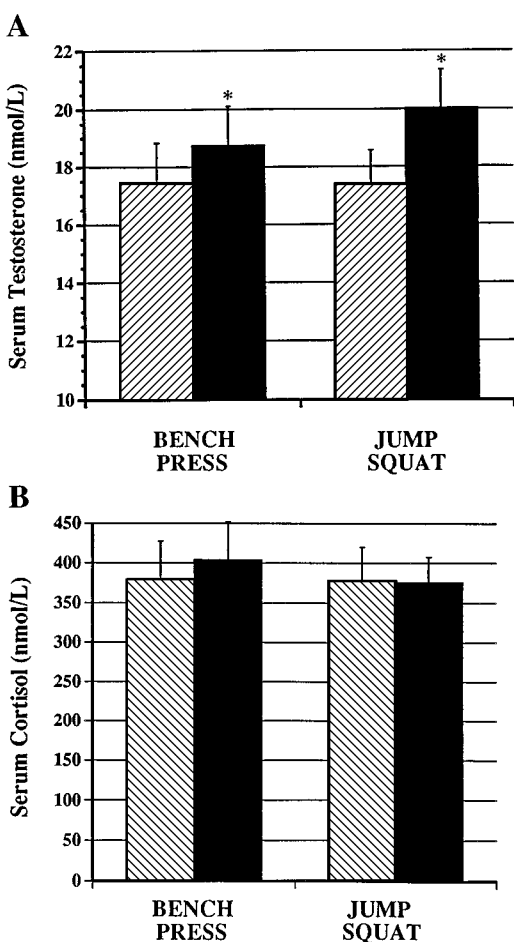 A
Serum Testosterone (nmol/L)
22
20
18
16
14
12
10
*
*
BENCH
PRESS
JUMP
SQUAT
B
Serum Cortisol (nmol/L)
450
400
350
300
250
200
150
100
50
0
BENCH
PRESS
JUMP
SQUAT